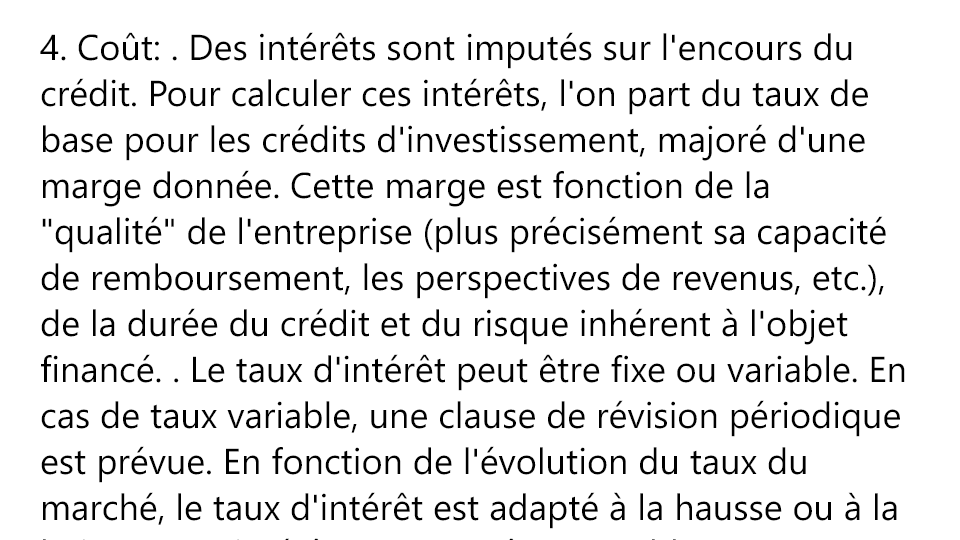 4. Coût: . Des intérêts sont imputés sur l'encours du
crédit. Pour calculer ces intérêts, l'on part du taux de
base pour les crédits d'investissement, majoré d'une
marge donnée. Cette marge est fonction de la
"qualité" de l'entreprise (plus précisément sa capacité
de remboursement, les perspectives de revenus, etc.),
de la durée du crédit et du risque inhérent à l'objet
financé. . Le taux d'intérêt peut être fixe ou variable. En
cas de taux variable, une clause de révision périodique
est prévue. En fonction de l'évolution du taux du
marché, le taux d'intérêt est adapté à la hausse ou à la